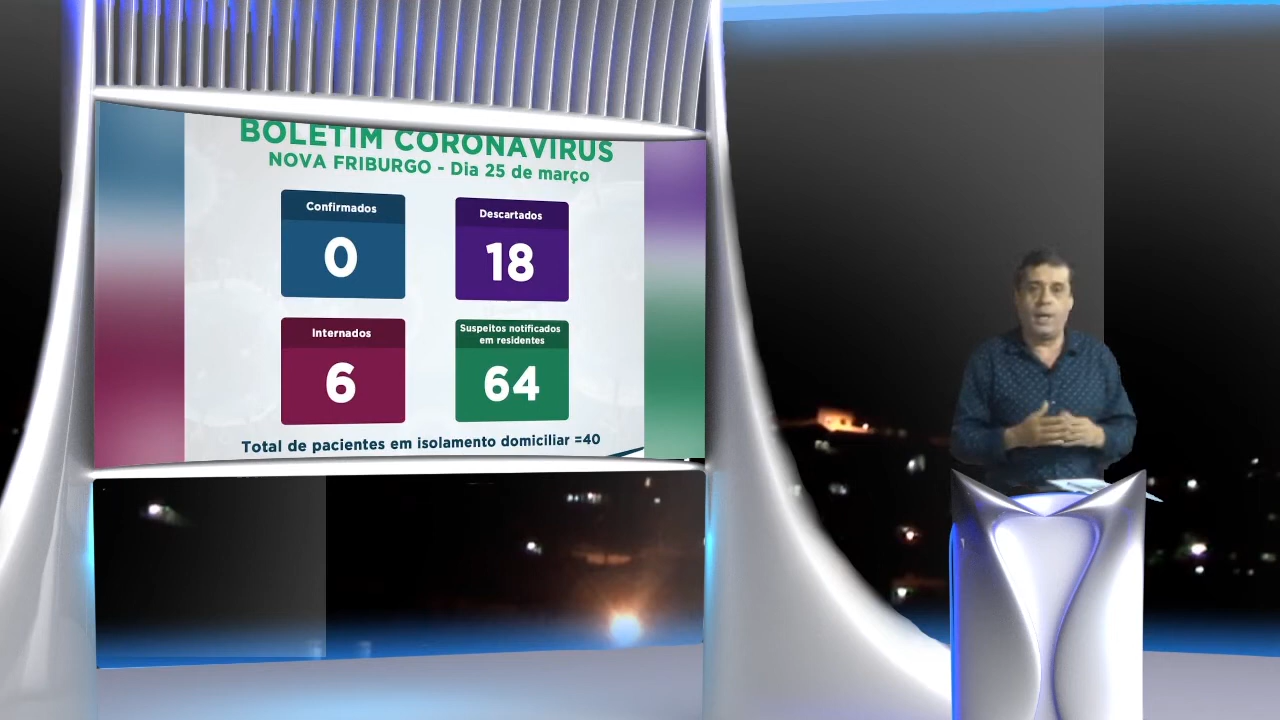 BOLETIM CORONAVÍRUS
NOVA FRIBURGO - Dia 25 de março
Confirmados
0
Descartados
18
Internados
6
Suspeitos notificados
em residentes
64
Total de pacientes em isolamento domiciliar =40